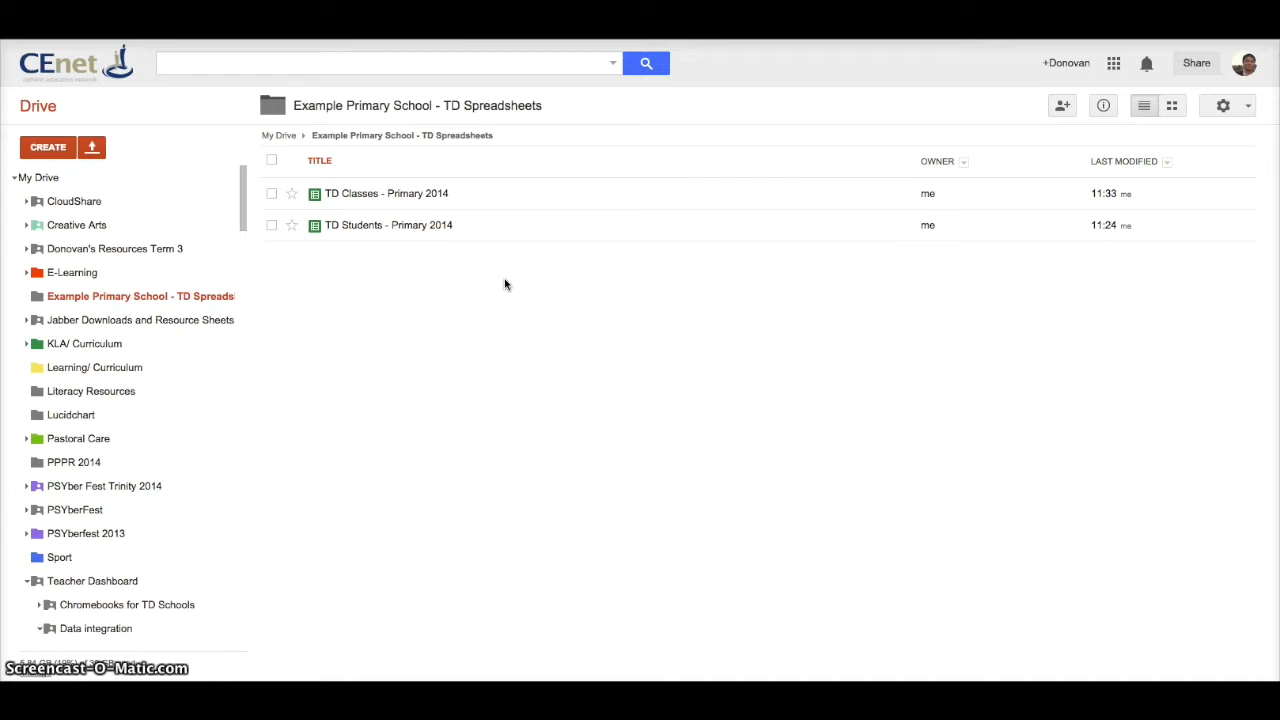 CEnet
+Donovan
Share
Drive
Example Primary School - TD Spreadsheets
CREATE
My Drive
Example Primary School - TD Spreadsheets
TITLE
OWNER
LAST MODIFIED
TD Classes - Primary 2014
me
11:33 me
TD Students - Primary 2014
me
11:24 me
My Drive
CloudShare
Creative Arts
Donovan's Resources Term 3
E-Learning
Example Primary School - TD Spreads
Jabber Downloads and Resource Sheets
KLA/ Curriculum
Learning/ Curriculum
Literacy Resources
Lucidchart
Pastoral Care
PPPR 2014
PSYber Fest Trinity 2014
PSYberFest
PSYberfest 2013
Sport
Teacher Dashboard
Chromebooks for TD Schools
Data integration
Screencast-O-Matic.com